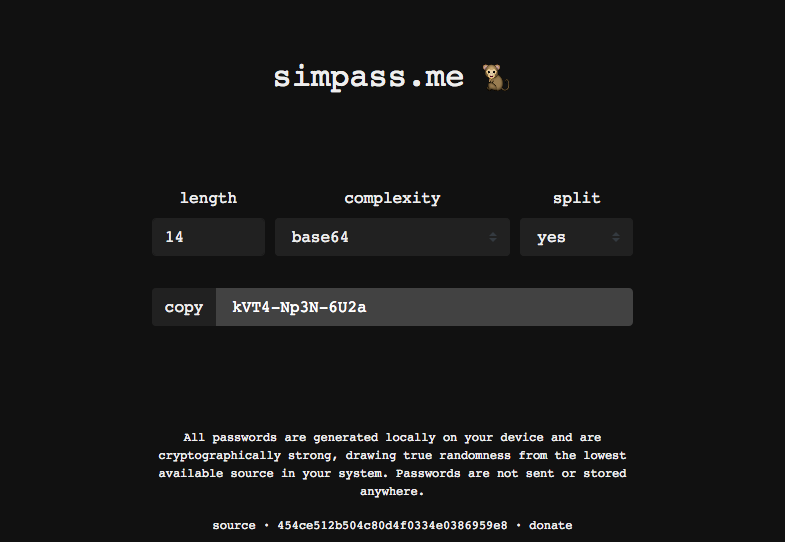 simpass.me
length complexity split
14 base64 yes
copy kVT4-Np3N-6U2a
All passwords are generated locally on your device and are
cryptographically strong, drawing true randomness from the lowest
available source in your system. Passwords are not sent or stored
anywhere.
source • 454ce512b504c80d4f0334e0386959e8 • donate